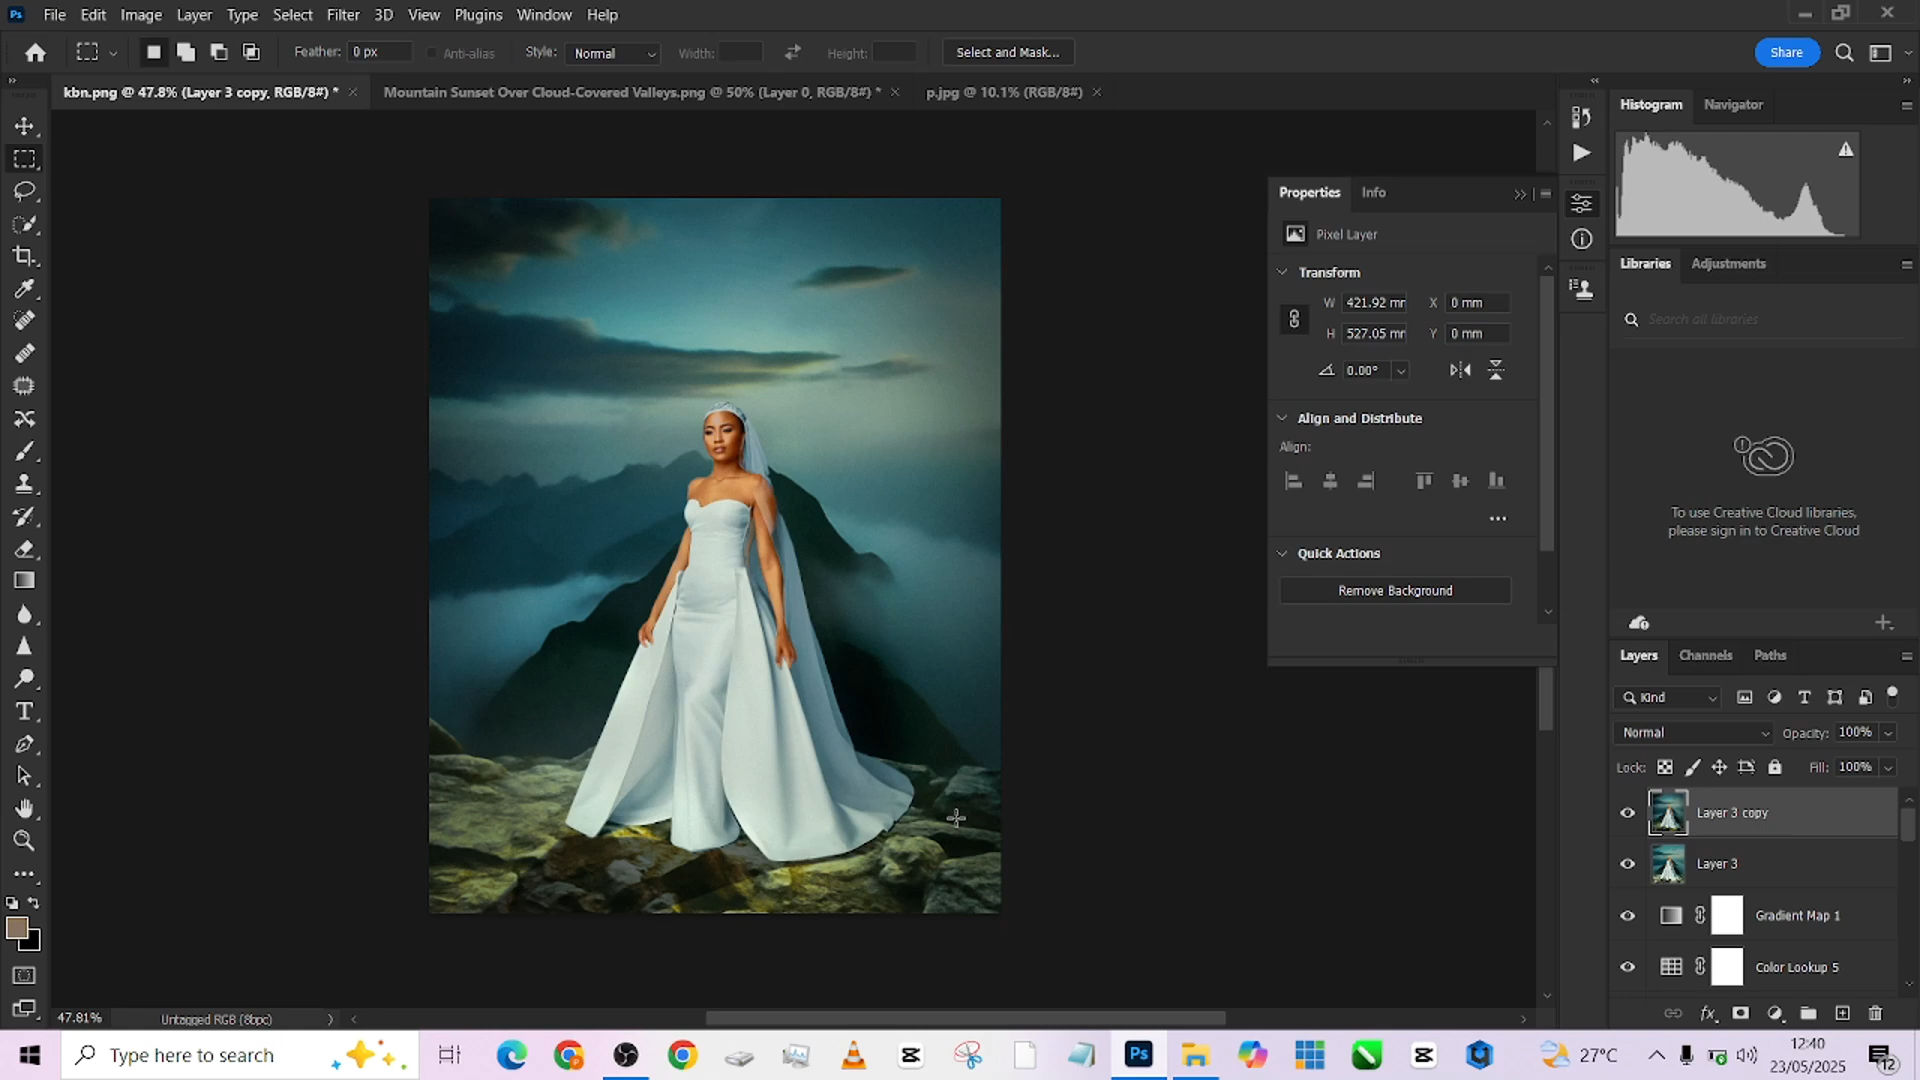 Ps File Edit Image Layer Type Select Filter 3D View Plugins Window Help
Feather: 0 px Anti-alias Style: Normal Width: Height: Select and Mask... Share
kbn.png @ 47.8% (Layer 3 copy, RGB/8#) * Mountain Sunset Over Cloud-Covered Valleys.png @ 50% (Layer 0, RGB/8#) * p.jpg @ 10.1% (RGB/8#)
Histogram Navigator
Properties Info
Pixel Layer
Transform
W 421.92 mr X 0 mm
H 527.05 mr Y 0 mm
0.00°
Align and Distribute
Align:
Quick Actions
Remove Background
Libraries Adjustments
Search all libraries
To use Creative Cloud libraries,
please sign in to Creative Cloud
Layers Channels Paths
Kind
Normal Opacity: 100%
Lock: Fill: 100%
Layer 3 copy
Layer 3
Gradient Map 1
Color Lookup 5
47.81% Untagged RGB (8bpc)
Type here to search
Ps
27°C
12:40
23/05/2025
12